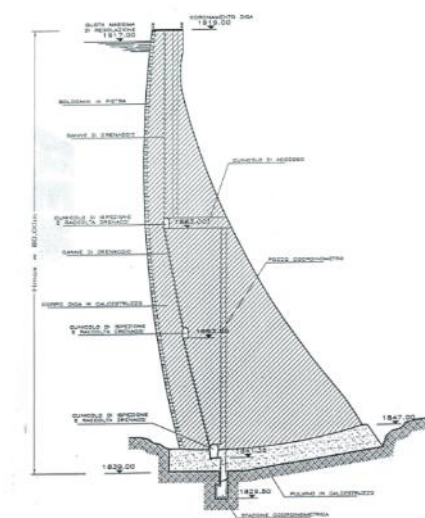 QUOTA MASSIMA
DI REGOLAZIONE
1917.00
CORONAMENTO DIGA
1919.00
BOLOGNINI IN PIETRA
CANNE DI DRENAGGIO
CUNICOLO DI ACCESSO
CUNICOLO DI ISPEZIONE
E RACCOLTA DRENAGGI
CANNE DI DRENAGGIO
POZZO COORDINOMETRO
CORPO DIGA IN CALCESTRUZZO
CUNICOLO DI ISPEZIONE
E RACCOLTA DRENAGGI
CUNICOLO DI ISPEZIONE
E RACCOLTA DRENAGGI
1847.00
1839.00
1829.50
PULVINO IN CALCESTRUZZO
STAZIONE COORDINOMETRICA